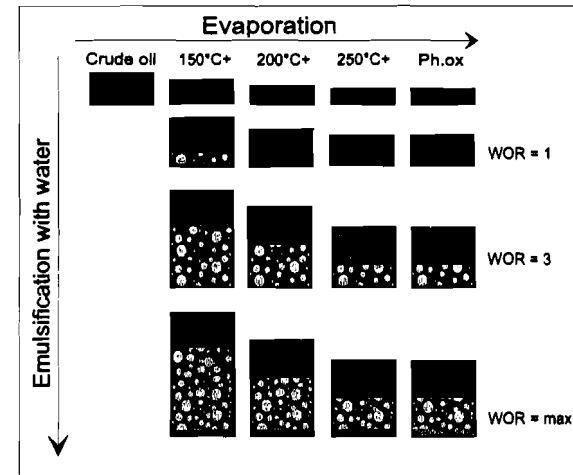 Evaporation
Crude oil 150°C+ 200°C+ 250°C+ Ph.ox
WOR = 1
WOR = 3
WOR = max
Emulsification with water